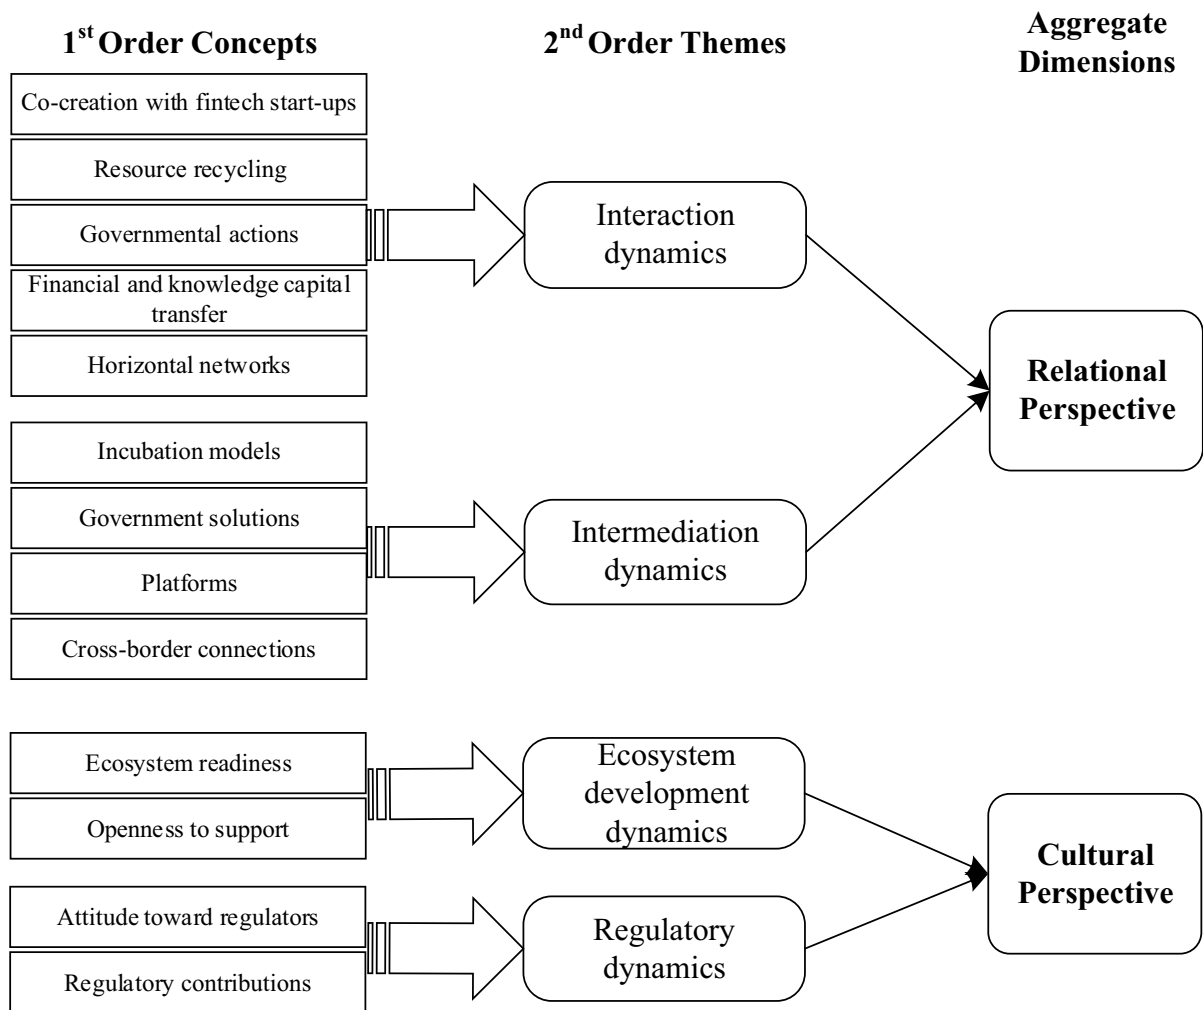 1st Order Concepts
2nd Order Themes
Aggregate
Dimensions
Co-creation with fintech start-ups
Resource recycling
Governmental actions
Financial and knowledge capital
transfer
Horizontal networks
Interaction
dynamics
Incubation models
Government solutions
Platforms
Cross-border connections
Intermediation
dynamics
Relational
Perspective
Ecosystem readiness
Openness to support
Ecosystem
development
dynamics
Attitude toward regulators
Regulatory contributions
Regulatory
dynamics
Cultural
Perspective